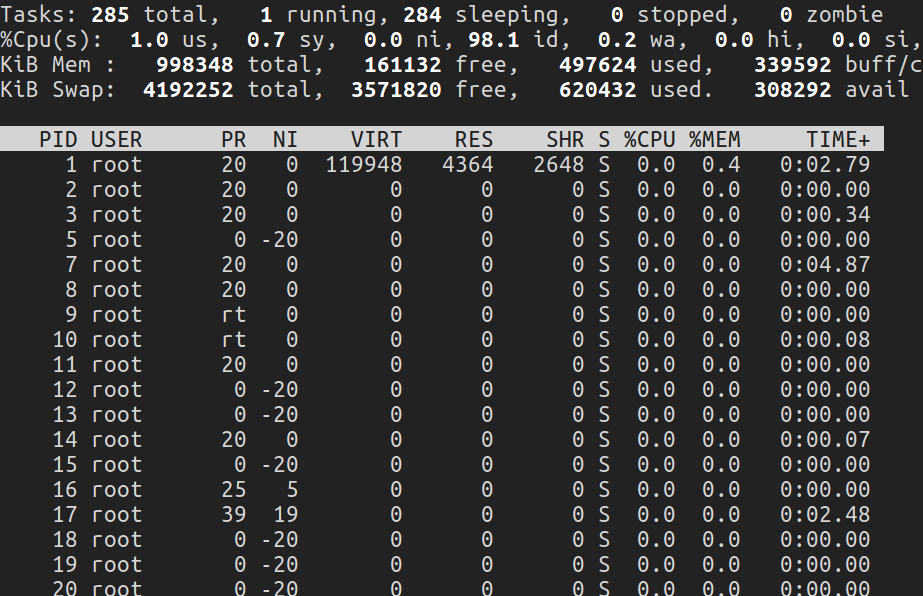 Tasks: 285 total,   1 running, 284 sleeping,   0 stopped,   0 zombie
%Cpu(s):  1.0 us,  0.7 sy,  0.0 ni, 98.1 id,  0.2 wa,  0.0 hi,  0.0 si,
KiB Mem :   998348 total,   161132 free,   497624 used,   339592 buff/c
KiB Swap:  4192252 total,  3571820 free,   620432 used.   308292 avail
PID USER      PR  NI    VIRT    RES    SHR S %CPU %MEM     TIME+
1 root      20   0  119948   4364   2648 S  0.0  0.4   0:02.79
2 root      20   0       0      0      0 S  0.0  0.0   0:00.00
3 root      20   0       0      0      0 S  0.0  0.0   0:00.34
5 root       0 -20       0      0      0 S  0.0  0.0   0:00.00
7 root      20   0       0      0      0 S  0.0  0.0   0:04.87
8 root      20   0       0      0      0 S  0.0  0.0   0:00.00
9 root      rt   0       0      0      0 S  0.0  0.0   0:00.00
10 root      rt   0       0      0      0 S  0.0  0.0   0:00.08
11 root      20   0       0      0      0 S  0.0  0.0   0:00.00
12 root       0 -20       0      0      0 S  0.0  0.0   0:00.00
13 root       0 -20       0      0      0 S  0.0  0.0   0:00.00
14 root      20   0       0      0      0 S  0.0  0.0   0:00.07
15 root       0 -20       0      0      0 S  0.0  0.0   0:00.00
16 root      25   5       0      0      0 S  0.0  0.0   0:00.00
17 root      39  19       0      0      0 S  0.0  0.0   0:02.48
18 root       0 -20       0      0      0 S  0.0  0.0   0:00.00
19 root       0 -20       0      0      0 S  0.0  0.0   0:00.00
20 root       0 -20       0      0      0 S  0.0  0.0   0:00.00